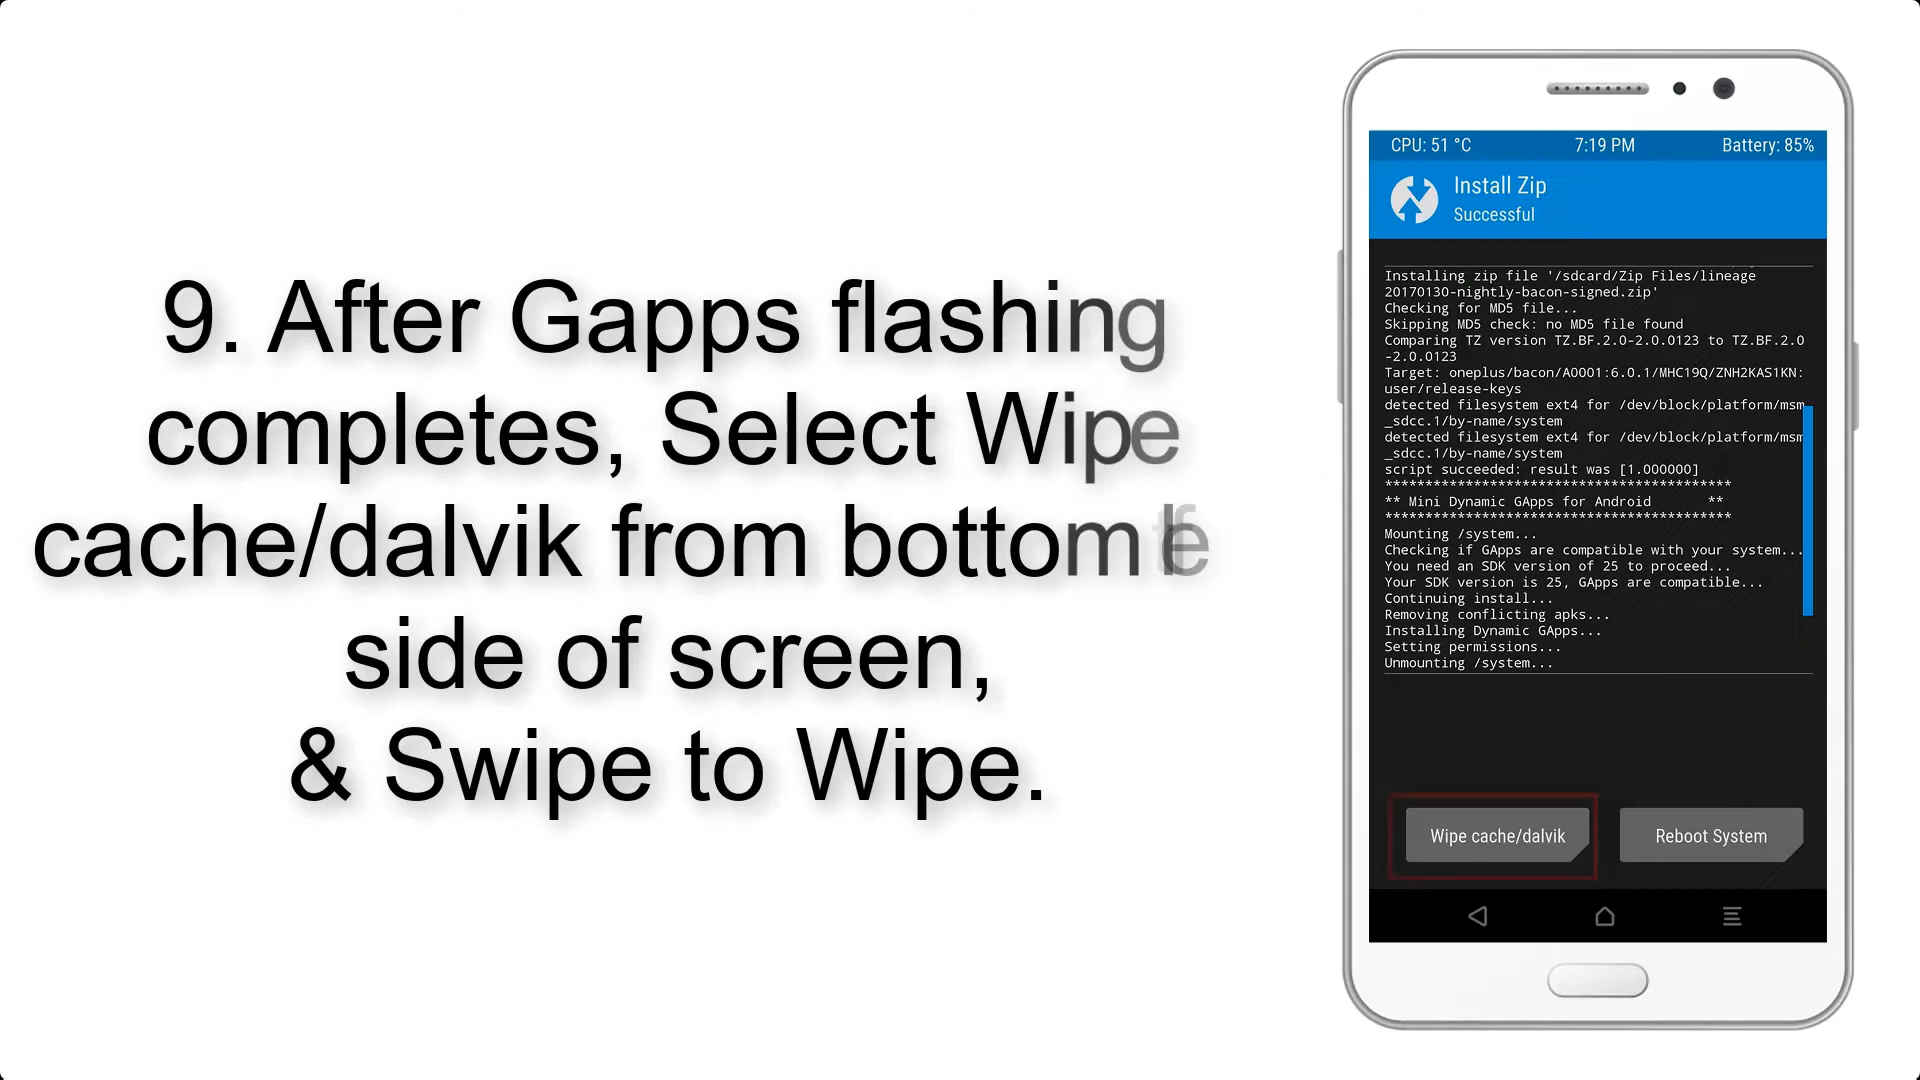 9. After Gapps flashing
completes, Select Wipe
cache/dalvik from bottom
side of screen,
& Swipe to Wipe.
CPU: 51 °C 7:19 PM Battery: 85%
Install Zip
Successful
Installing zip file '/sdcard/Zip Files/lineage
20170130-nightly-bacon-signed.zip'
Checking for MD5 file...
Skipping MD5 check: no MD5 file found
Comparing TZ version TZ.BF.2.0-2.0.0123 to TZ.BF.2.0
-2.0.0123
Target: oneplus/bacon/A0001:6.0.1/MHC19Q/ZNH2KAS1KN:
user/release-keys
detected filesystem ext4 for /dev/block/platform/msm
_sdcc.1/by-name/system
detected filesystem ext4 for /dev/block/platform/msm
_sdcc.1/by-name/system
script succeeded: result was [1.000000]
******************************************
** Mini Dynamic GApps for Android **
******************************************
Mounting /system...
Checking if GApps are compatible with your system...
You need an SDK version of 25 to proceed...
Your SDK version is 25, GApps are compatible...
Continuing install...
Removing conflicting apks...
Installing Dynamic GApps...
Setting permissions...
Unmounting /system...
Wipe cache/dalvik
Reboot System